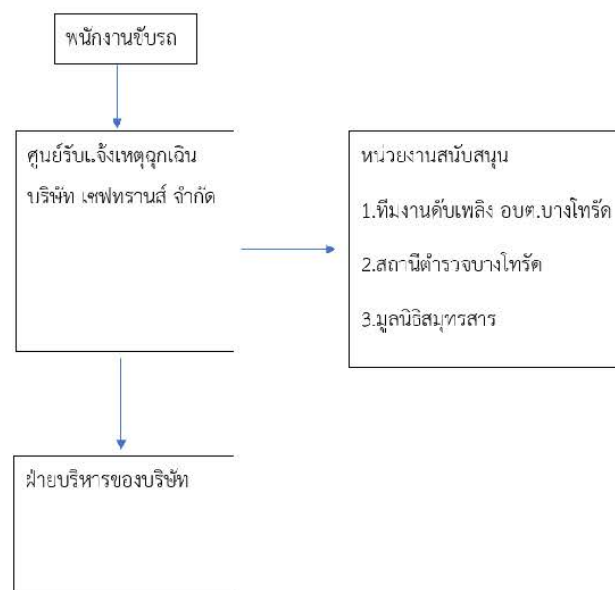 พนักงานขับรถ
ศูนย์รับแจ้งเหตุฉุกเฉิน
บริษัท เซฟทรานส์ จำกัด
หน่วยงานสนับสนุน
1.ทีมงานดับเพลิง อบต.บางโทรัด
2.สถานีตำรวจบางโทรัด
3.มูลนิธิสมุทรสาร
ฝ่ายบริหารของบริษัท